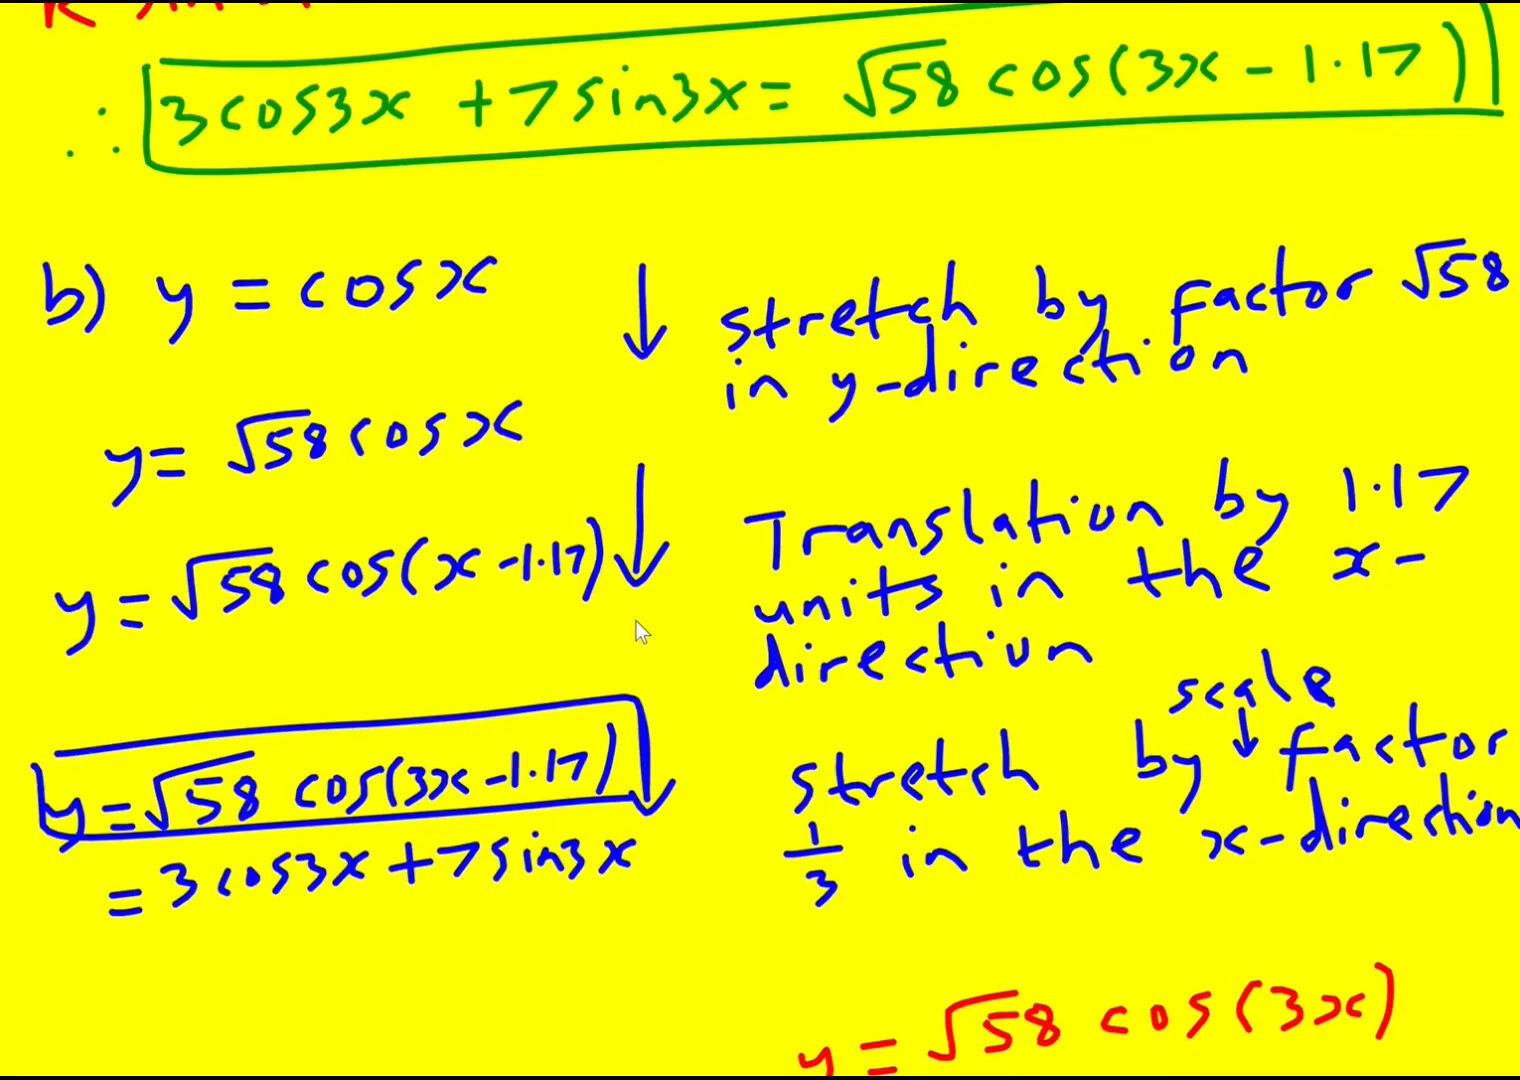 ∴ 3cos3x + 7sin3x = √58 cos(3x - 1.17)
b) y = cosx
↓ stretch by factor √58
in y-direction
y = √58 cosx
↓ Translation by 1.17
units in the x-
direction
y = √58 cos(x - 1.17)
scale
↓
stretch by factor
1/3 in the x-direction
y = √58 cos(3x - 1.17)
= 3cos3x + 7sin3x
y = √58 cos(3x)